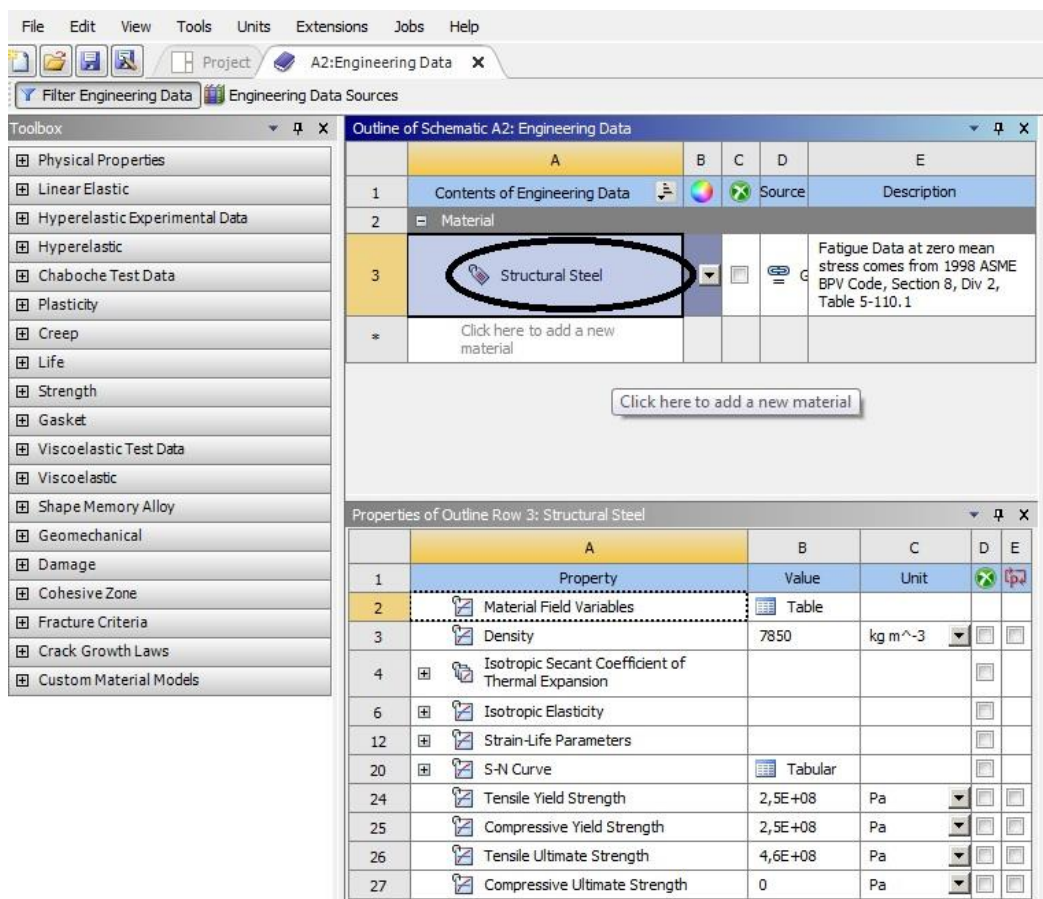 File Edit View Tools Units Extensions Jobs Help
Project A2:Engineering Data X
Filter Engineering Data Engineering Data Sources
Toolbox
Physical Properties
Linear Elastic
Hyperelastic Experimental Data
Hyperelastic
Chaboche Test Data
Plasticity
Creep
Life
Strength
Gasket
Viscoelastic Test Data
Viscoelastic
Shape Memory Alloy
Geomechanical
Damage
Cohesive Zone
Fracture Criteria
Crack Growth Laws
Custom Material Models
Outline of Schematic A2: Engineering Data
A B C D E
1 Contents of Engineering Data Source Description
2 Material
3 Structural Steel G Fatigue Data at zero mean
stress comes from 1998 ASME
BPV Code, Section 8, Div 2,
Table 5-110.1
* Click here to add a new
material
Click here to add a new material
Properties of Outline Row 3: Structural Steel
A B C D E
1 Property Value Unit
2 Material Field Variables Table
3 Density 7850 kg m^-3
4 Isotropic Secant Coefficient of
Thermal Expansion
6 Isotropic Elasticity
12 Strain-Life Parameters
20 S-N Curve Tabular
24 Tensile Yield Strength 2,5E+08 Pa
25 Compressive Yield Strength 2,5E+08 Pa
26 Tensile Ultimate Strength 4,6E+08 Pa
27 Compressive Ultimate Strength 0 Pa